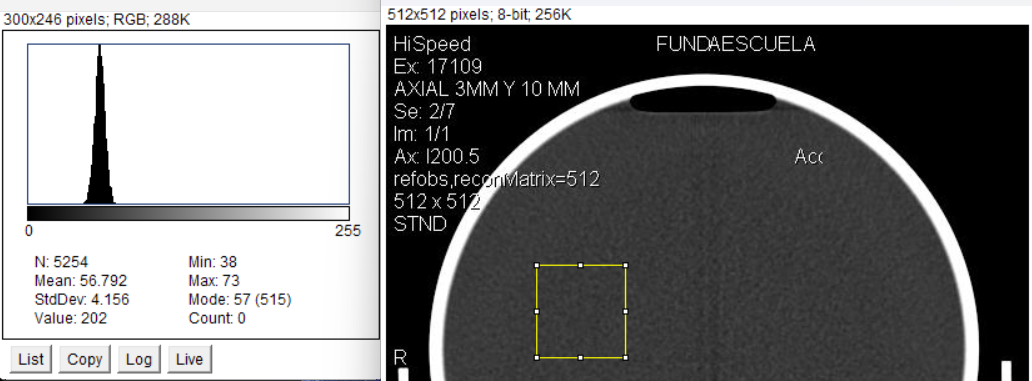 300x246 pixels; RGB; 288K
0 255
N: 5254 Min: 38
Mean: 56.792 Max: 73
StdDev: 4.156 Mode: 57 (515)
Value: 202 Count: 0
List Copy Log Live
512x512 pixels; 8-bit; 256K
HiSpeed FUNDAESCUELA
Ex: 17109
AXIAL 3MM Y 10 MM
Se: 2/7
Im: 1/1
Ax: I200.5 Acc
refobs,reconMatrix=512
512 x 512
STND
R